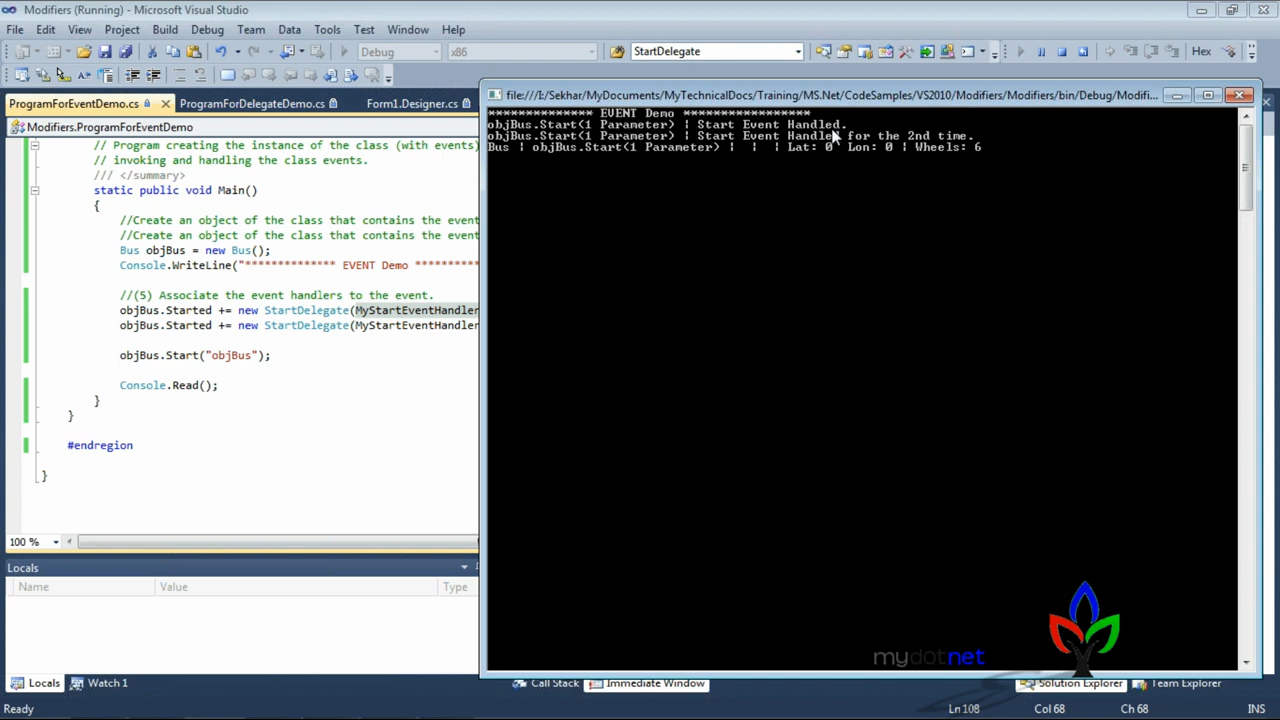 Modifiers (Running) - Microsoft Visual Studio
File Edit View Project Build Debug Team Data Tools Test Window Help
Debug x86 StartDelegate Hex
ProgramForEventDemo.cs ProgramForDelegateDemo.cs Form1.Designer.cs
Modifiers.ProgramForEventDemo
// Program creating the instance of the class (with events)
// invoking and handling the class events.
/// </summary>
static public void Main()
{
//Create an object of the class that contains the event
//Create an object of the class that contains the event
Bus objBus = new Bus();
Console.WriteLine("************** EVENT Demo
//(5) Associate the event handlers to the event.
objBus.Started += new StartDelegate(MyStartEventHandler
objBus.Started += new StartDelegate(MyStartEventHandler
objBus.Start("objBus");
Console.Read();
}
}
#endregion
}
100 %
Locals
Name Value Type
Locals Watch 1
Ready
file:///I:/Sekhar/MyDocuments/MyTechnicalDocs/Training/MS.Net/CodeSamples/VS2010/Modifiers/Modifiers/bin/Debug/Modifi...
************** EVENT Demo *****************
objBus.Start(1 Parameter) | Start Event Handled.
objBus.Start(1 Parameter) | Start Event Handled for the 2nd time.
Bus | objBus.Start(1 Parameter) | | | Lat: 0 Lon: 0 | Wheels: 6
mydotnet
Call Stack Immediate Window Solution Explorer Team Explorer
Ln 108 Col 68 Ch 68 INS